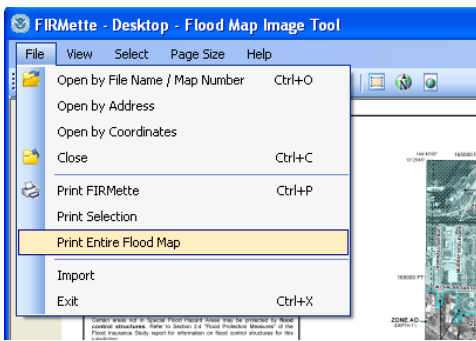 FIRMette - Desktop - Flood Map Image Tool
File View Select Page Size Help
Open by File Name / Map Number Ctrl+O
Open by Address
Open by Coordinates
Close Ctrl+C
Print FIRMette Ctrl+P
Print Selection
Print Entire Flood Map
Import
Exit Ctrl+X
165000 FT
ZONE AO
Certain areas not in Special Flood Hazard Areas may be protected by flood
control structures. Refer to Section 2.4 "Flood Protection Measures" of the
Flood Insurance Study report for information on flood control structures for this
jurisdiction.